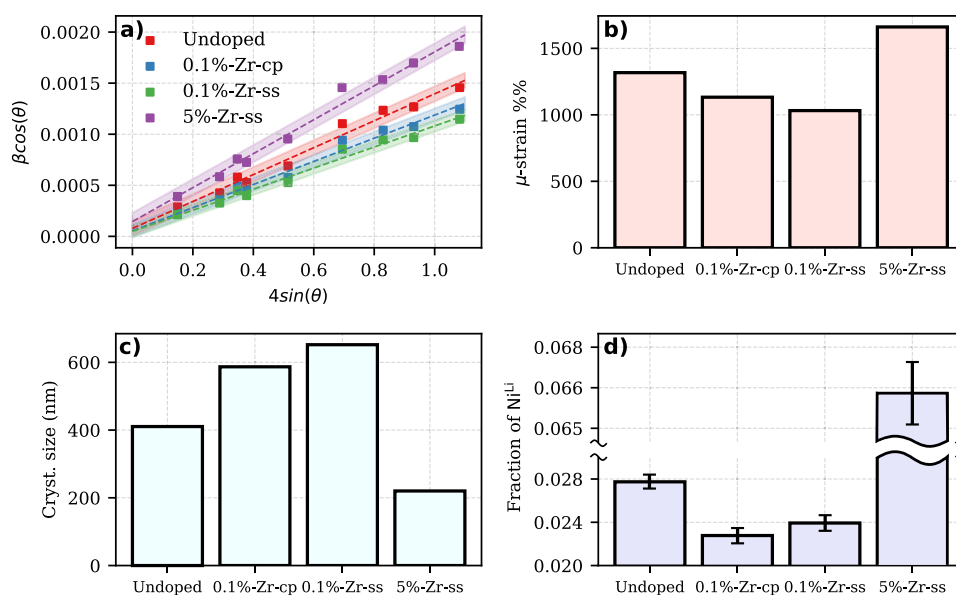 a)
Undoped
0.1%-Zr-cp
0.1%-Zr-ss
5%-Zr-ss
βcos(θ)
0.0020
0.0015
0.0010
0.0005
0.0000
0.0 0.2 0.4 0.6 0.8 1.0
4sin(θ)
b)
μ-strain %%
1500
1000
500
0
Undoped 0.1%-Zr-cp 0.1%-Zr-ss 5%-Zr-ss
c)
Cryst. size (nm)
600
400
200
0
Undoped 0.1%-Zr-cp 0.1%-Zr-ss 5%-Zr-ss
d)
Fraction of Ni^Li
0.068
0.066
0.065
0.028
0.024
0.020
Undoped 0.1%-Zr-cp 0.1%-Zr-ss 5%-Zr-ss